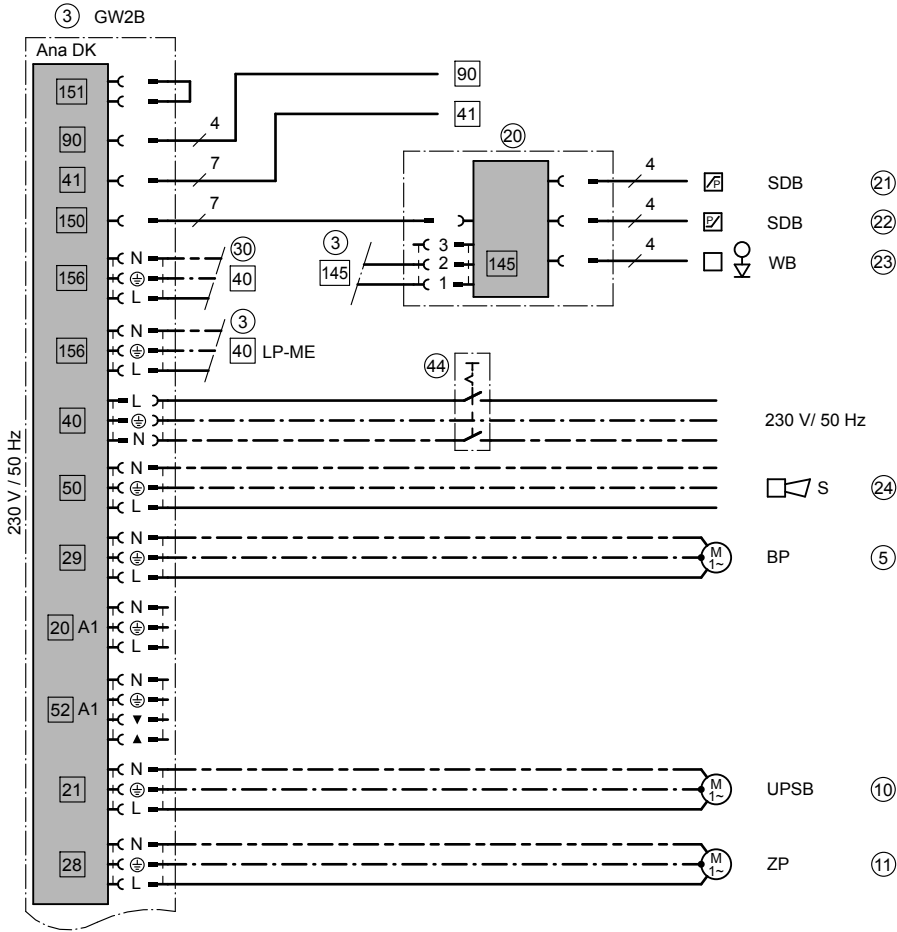 3 GW2B
Ana DK
151
90
4
90
41
7
41
20
150
7
4
P
SDB
21
4
P
SDB
22
4
WB
23
3
145
3
2
1
145
156
N
L
30
40
156
N
L
3
40 LP-ME
44
40
L
N
230 V/ 50 Hz
230 V / 50 Hz
50
N
L
S
24
29
N
L
M
1~
BP
5
20 A1
N
L
52 A1
N
21
N
L
M
1~
UPSB
10
28
N
L
M
1~
ZP
11